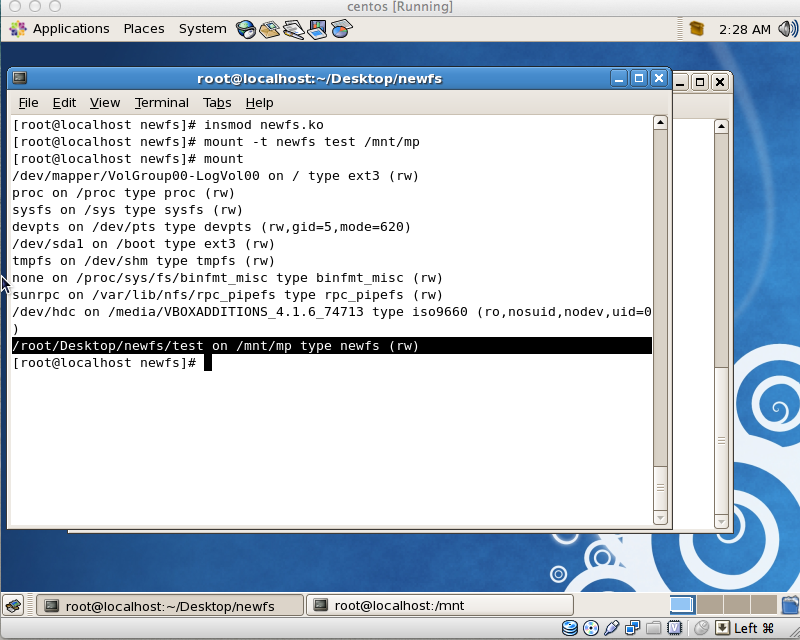 centos [Running]
Applications Places System 2:28 AM
root@localhost:~/Desktop/newfs
File Edit View Terminal Tabs Help
[root@localhost newfs]# insmod newfs.ko
[root@localhost newfs]# mount -t newfs test /mnt/mp
[root@localhost newfs]# mount
/dev/mapper/VolGroup00-LogVol00 on / type ext3 (rw)
proc on /proc type proc (rw)
sysfs on /sys type sysfs (rw)
devpts on /dev/pts type devpts (rw,gid=5,mode=620)
/dev/sda1 on /boot type ext3 (rw)
tmpfs on /dev/shm type tmpfs (rw)
none on /proc/sys/fs/binfmt_misc type binfmt_misc (rw)
sunrpc on /var/lib/nfs/rpc_pipefs type rpc_pipefs (rw)
/dev/hdc on /media/VBOXADDITIONS_4.1.6_74713 type iso9660 (ro,nosuid,nodev,uid=0
)
/root/Desktop/newfs/test on /mnt/mp type newfs (rw)
[root@localhost newfs]#
root@localhost:~/Desktop/newfs root@localhost:/mnt
Left ⌘